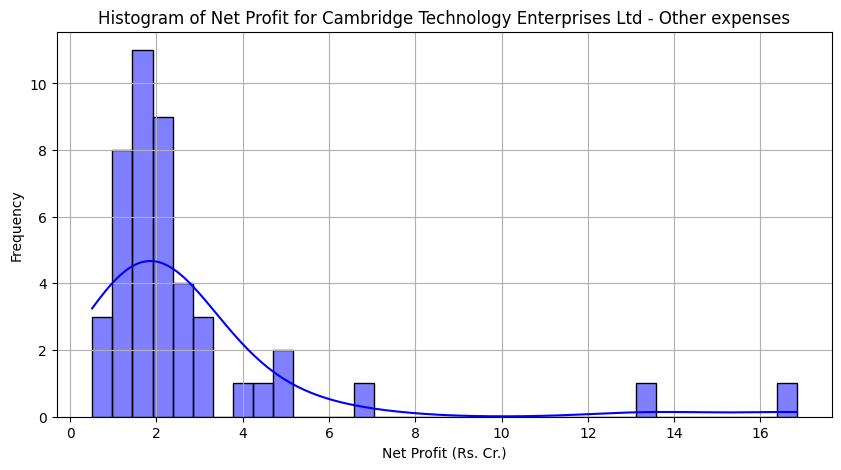 Histogram of Net Profit for Cambridge Technology Enterprises Ltd - Other expenses
Frequency
10
8
6
4
2
0
0 2 4 6 8 10 12 14 16
Net Profit (Rs. Cr.)